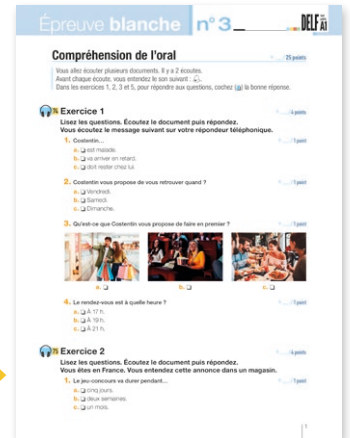 Épreuve blanche n° 3
DELF A1
Compréhension de l'oral ..../25 points
Vous allez écouter plusieurs documents. Il y a 2 écoutes.
Avant chaque écoute, vous entendez le son suivant :
Dans les exercices 1, 2, 3 et 5, pour répondre aux questions, cochez la bonne réponse.
Exercice 1 ..../4 points
Lisez les questions. Écoutez le document puis répondez.
Vous écoutez le message suivant sur votre répondeur téléphonique.
1. Costentin... ..../1 point
a. ❏ est malade.
b. ❏ va arriver en retard.
c. ❏ doit rester chez lui.
2. Costentin vous propose de vous retrouver quand ? ..../1 point
a. ❏ Vendredi.
b. ❏ Samedi.
c. ❏ Dimanche.
3. Qu'est-ce que Costentin vous propose de faire en premier ? ..../1 point
a. ❏ b. ❏ c. ❏
4. Le rendez-vous est à quelle heure ? ..../1 point
a. ❏ À 17 h.
b. ❏ À 19 h.
c. ❏ À 21 h.
Exercice 2 ..../4 points
Lisez les questions. Écoutez le document puis répondez.
Vous êtes en France. Vous entendez cette annonce dans un magasin.
1. Le jeu-concours va durer pendant... ..../1 point
a. ❏ cinq jours.
b. ❏ deux semaines.
c. ❏ un mois.